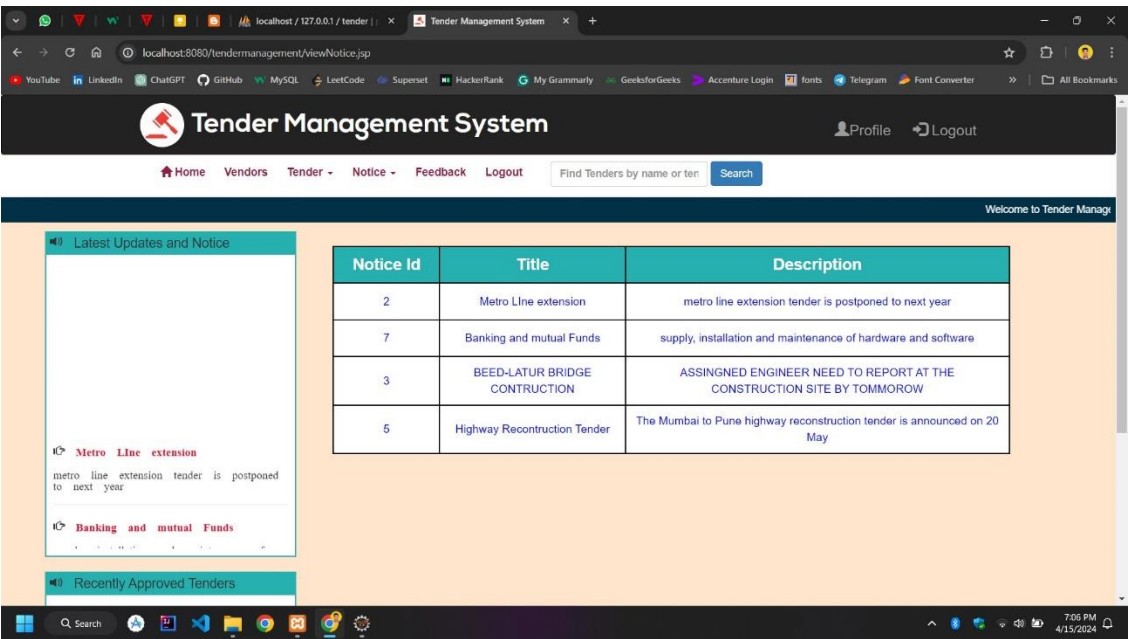 localhost / 127.0.0.1 / tender |
Tender Management System
localhost:8080/tendermanagement/viewNotice.jsp
YouTube LinkedIn ChatGPT GitHub MySQL LeetCode Superset HackerRank My Grammarly GeeksforGeeks Accenture Login fonts Telegram Font Converter » All Bookmarks
Tender Management System
Profile Logout
Home Vendors Tender Notice Feedback Logout Find Tenders by name or ten Search
Welcome to Tender Manage
Latest Updates and Notice
Metro LIne extension
metro line extension tender is postponed
to next year
Banking and mutual Funds
Recently Approved Tenders
Notice Id Title Description
2 Metro LIne extension metro line extension tender is postponed to next year
7 Banking and mutual Funds supply, installation and maintenance of hardware and software
3 BEED-LATUR BRIDGE CONTRUCTION ASSINGNED ENGINEER NEED TO REPORT AT THE CONSTRUCTION SITE BY TOMMOROW
5 Highway Recontruction Tender The Mumbai to Pune highway reconstruction tender is announced on 20 May
Search
7:06 PM
4/15/2024